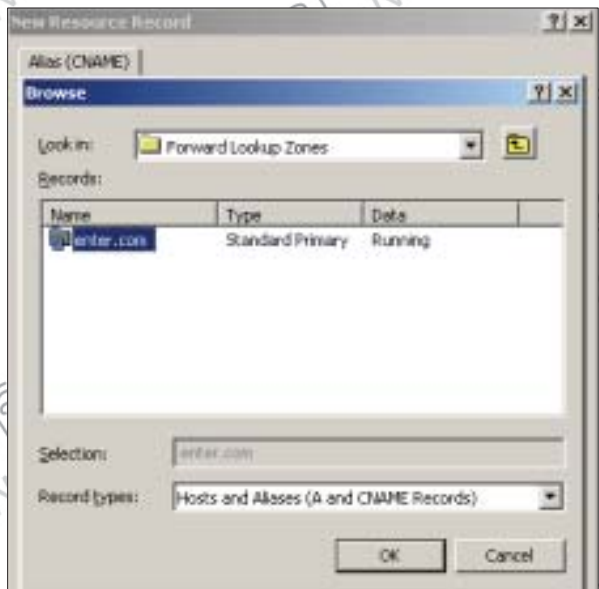 New Resource Record
Alias (CNAME)
Browse
Look in: Forward Lookup Zones
Records:
Name Type Data
enter.com Standard Primary Running
Selection: enter.com
Record types: Hosts and Aliases (A and CNAME Records)
OK Cancel